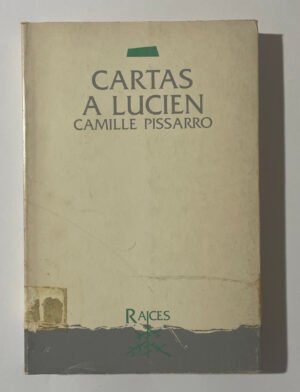 CARTAS
A LUCIEN
CAMILLE PISSARRO
RAICES